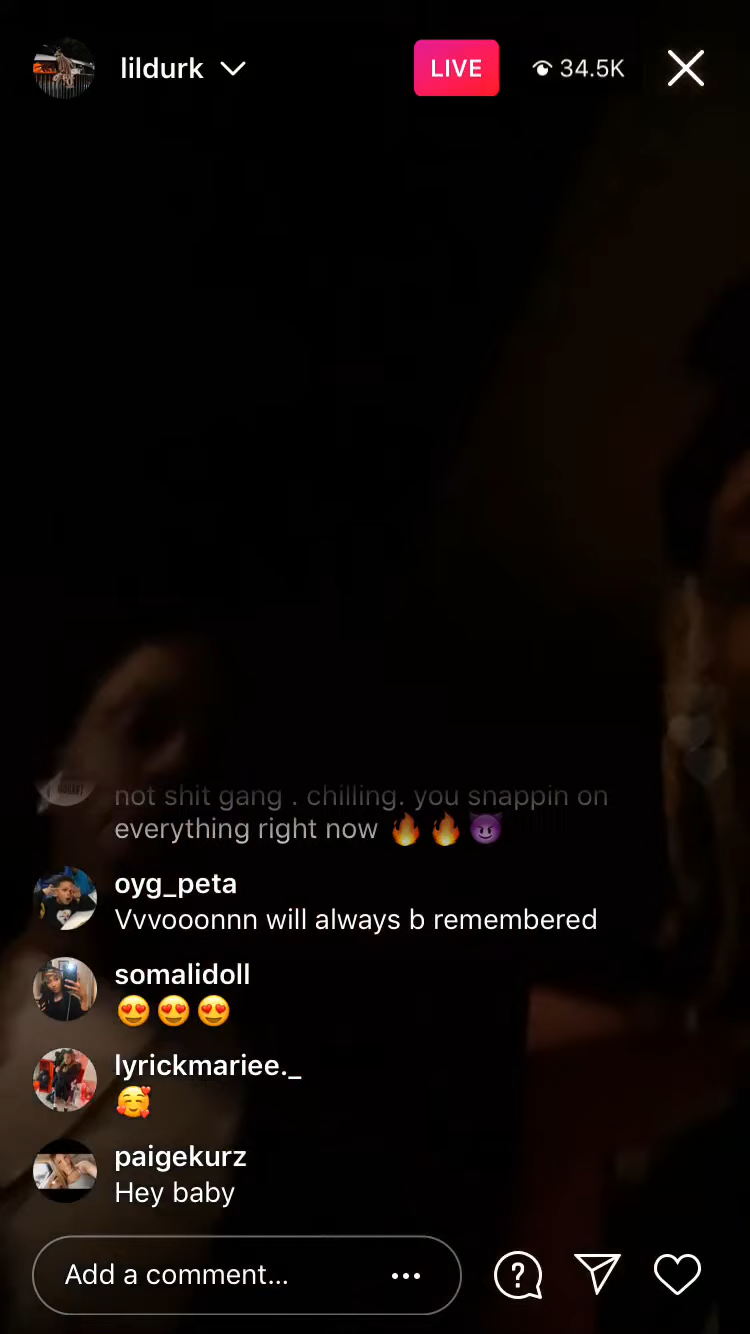 lildurk
LIVE
34.5K
not shit gang . chilling. you snappin on
everything right now 🔥 🔥 😈
oyg_peta
Vvvooonnn will always b remembered
somalidoll
😍 😍 😍
lyrickmariee._
🥰
paigekurz
Hey baby
Add a comment...